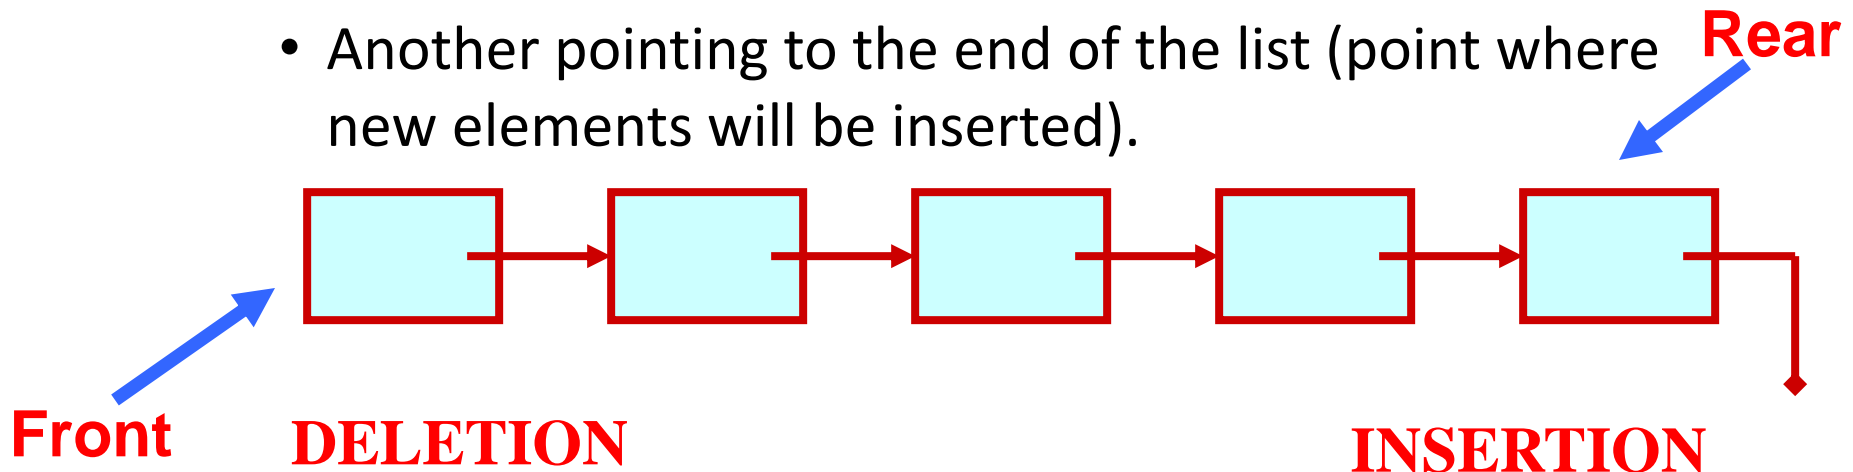 • Another pointing to the end of the list (point where
new elements will be inserted).
Rear
Front
DELETION
INSERTION